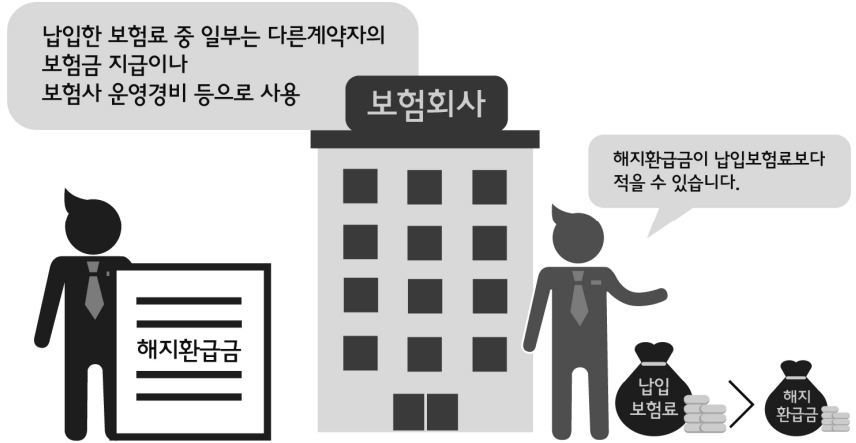 납입한 보험료 중 일부는 다른계약자의
보험금 지급이나
보험사 운영경비 등으로 사용
보험회사
해지환급금이 납입보험료보다
적을 수 있습니다.
해지환급금
납입
보험료
해지
환급금